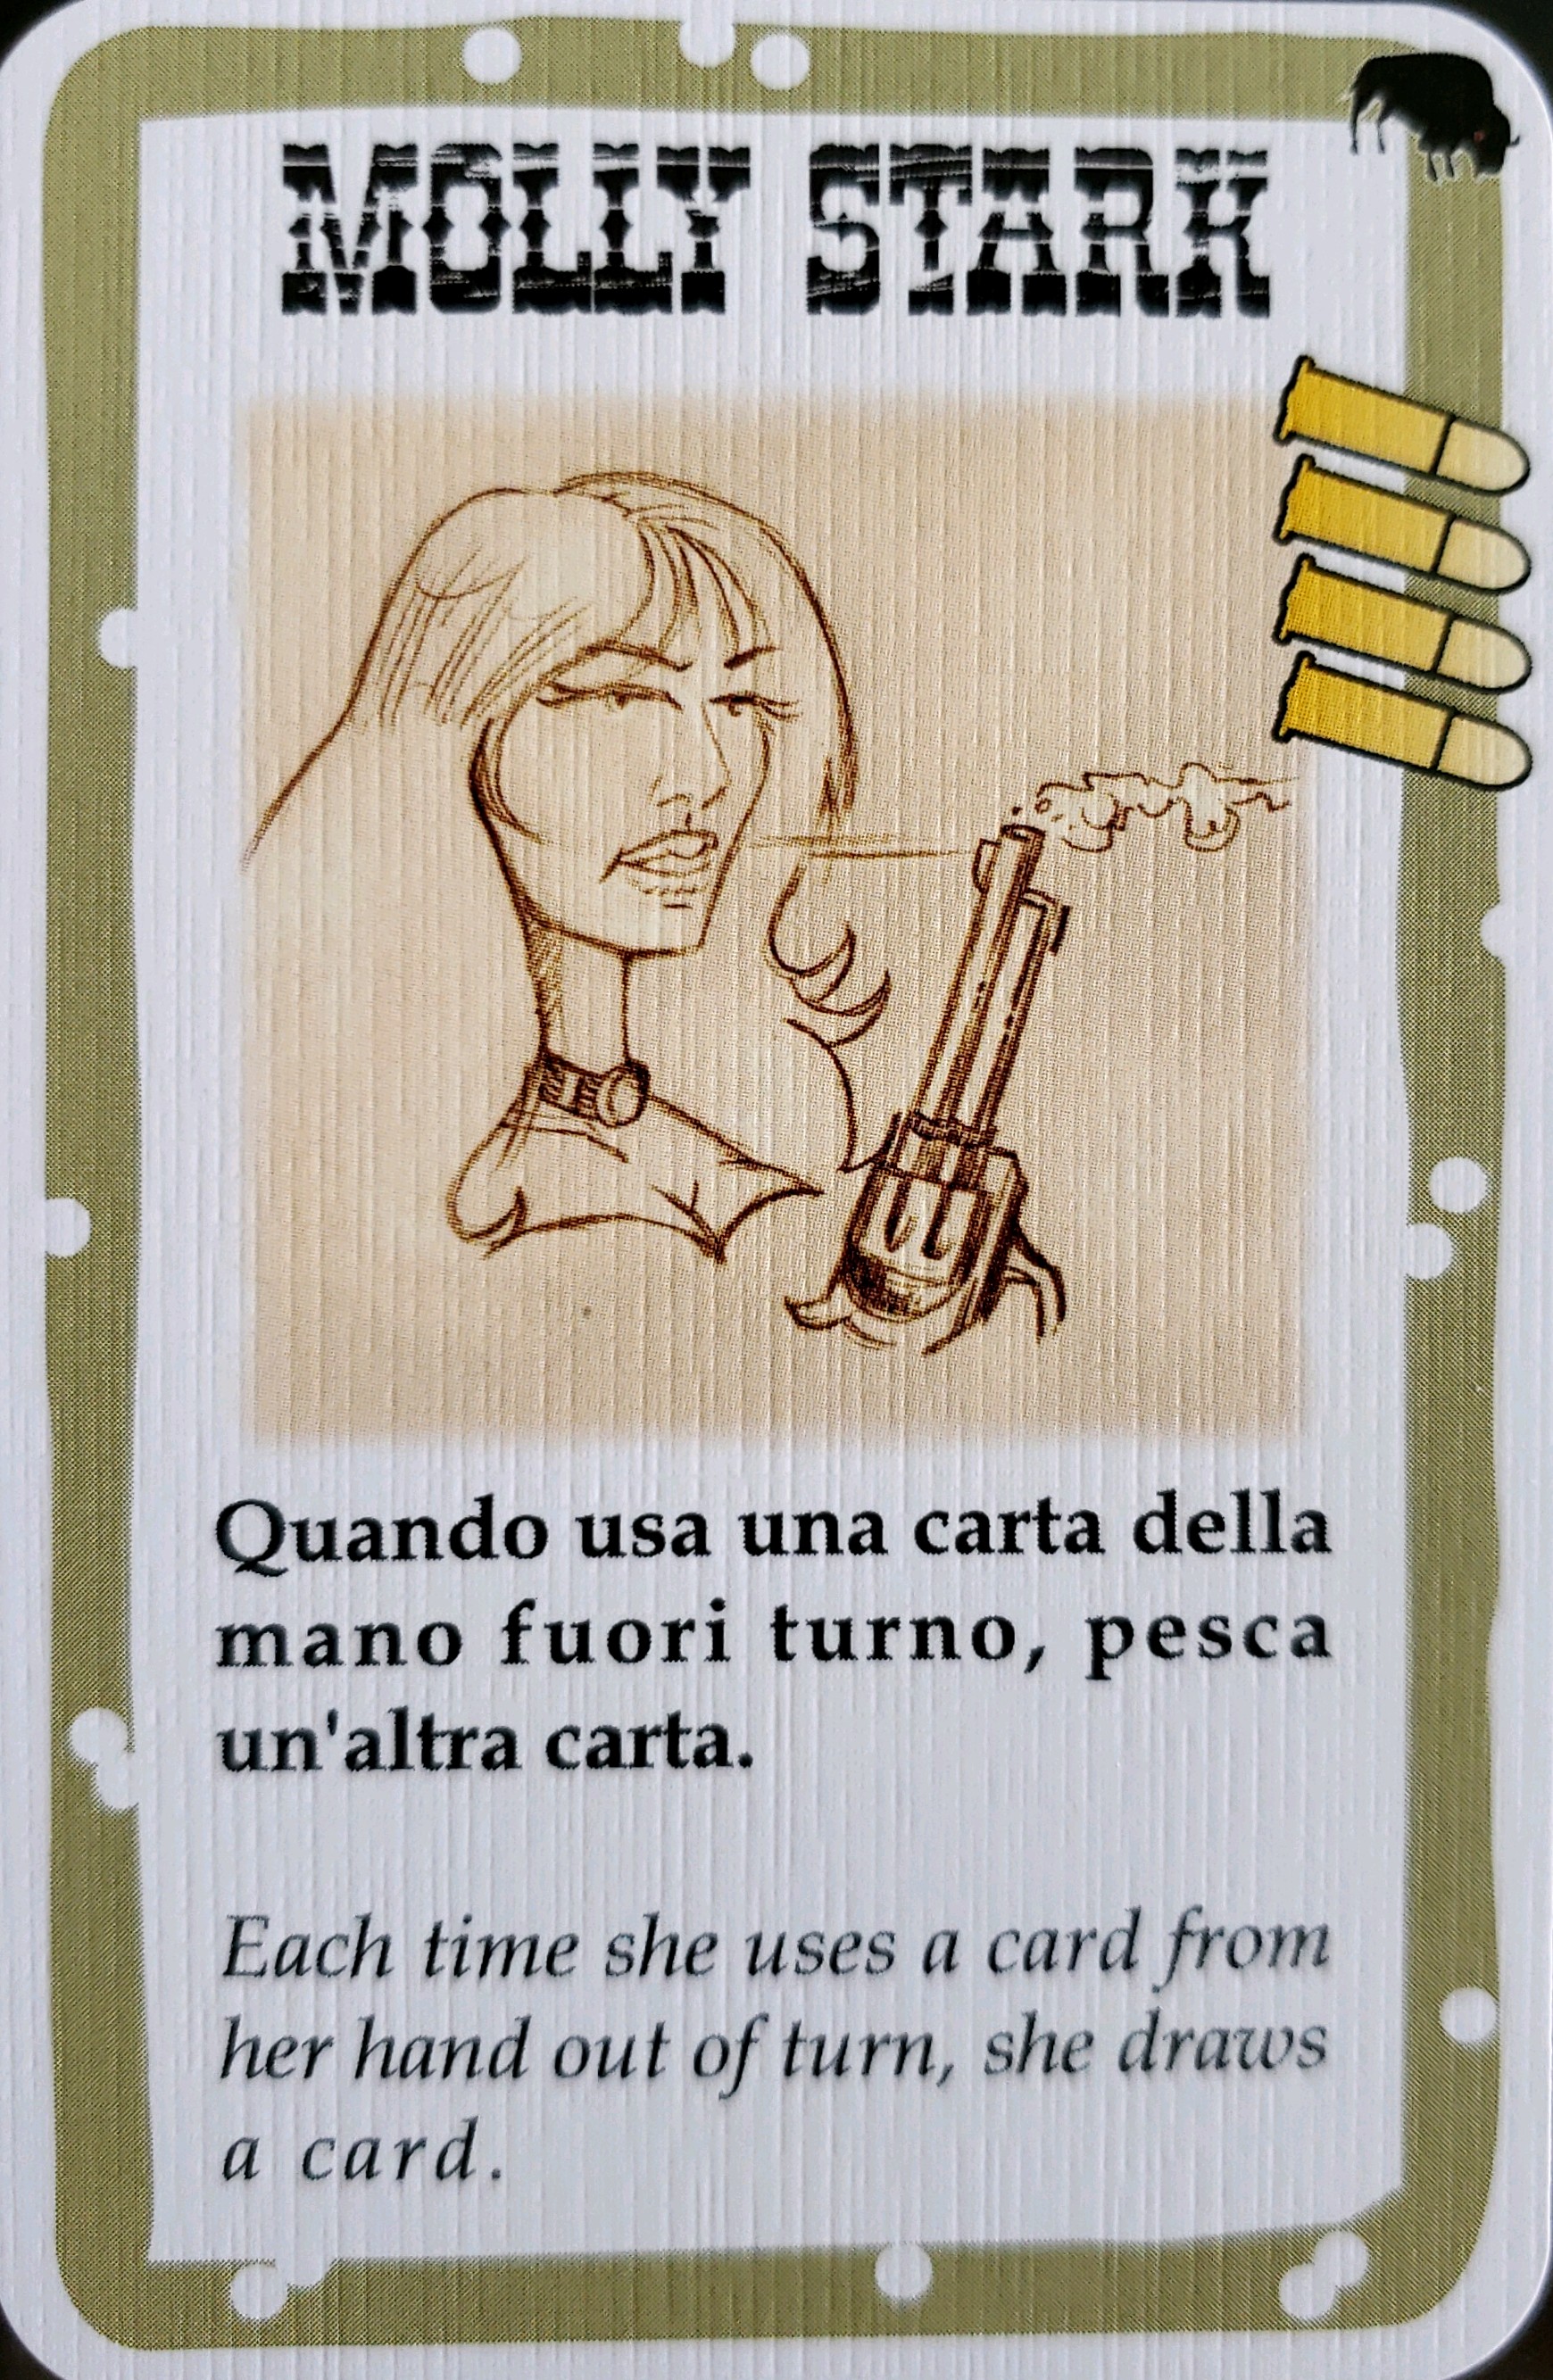 MOLLY STARK
Quando usa una carta della
mano fuori turno, pesca
un'altra carta.
Each time she uses a card from
her hand out of turn, she draws
a card.